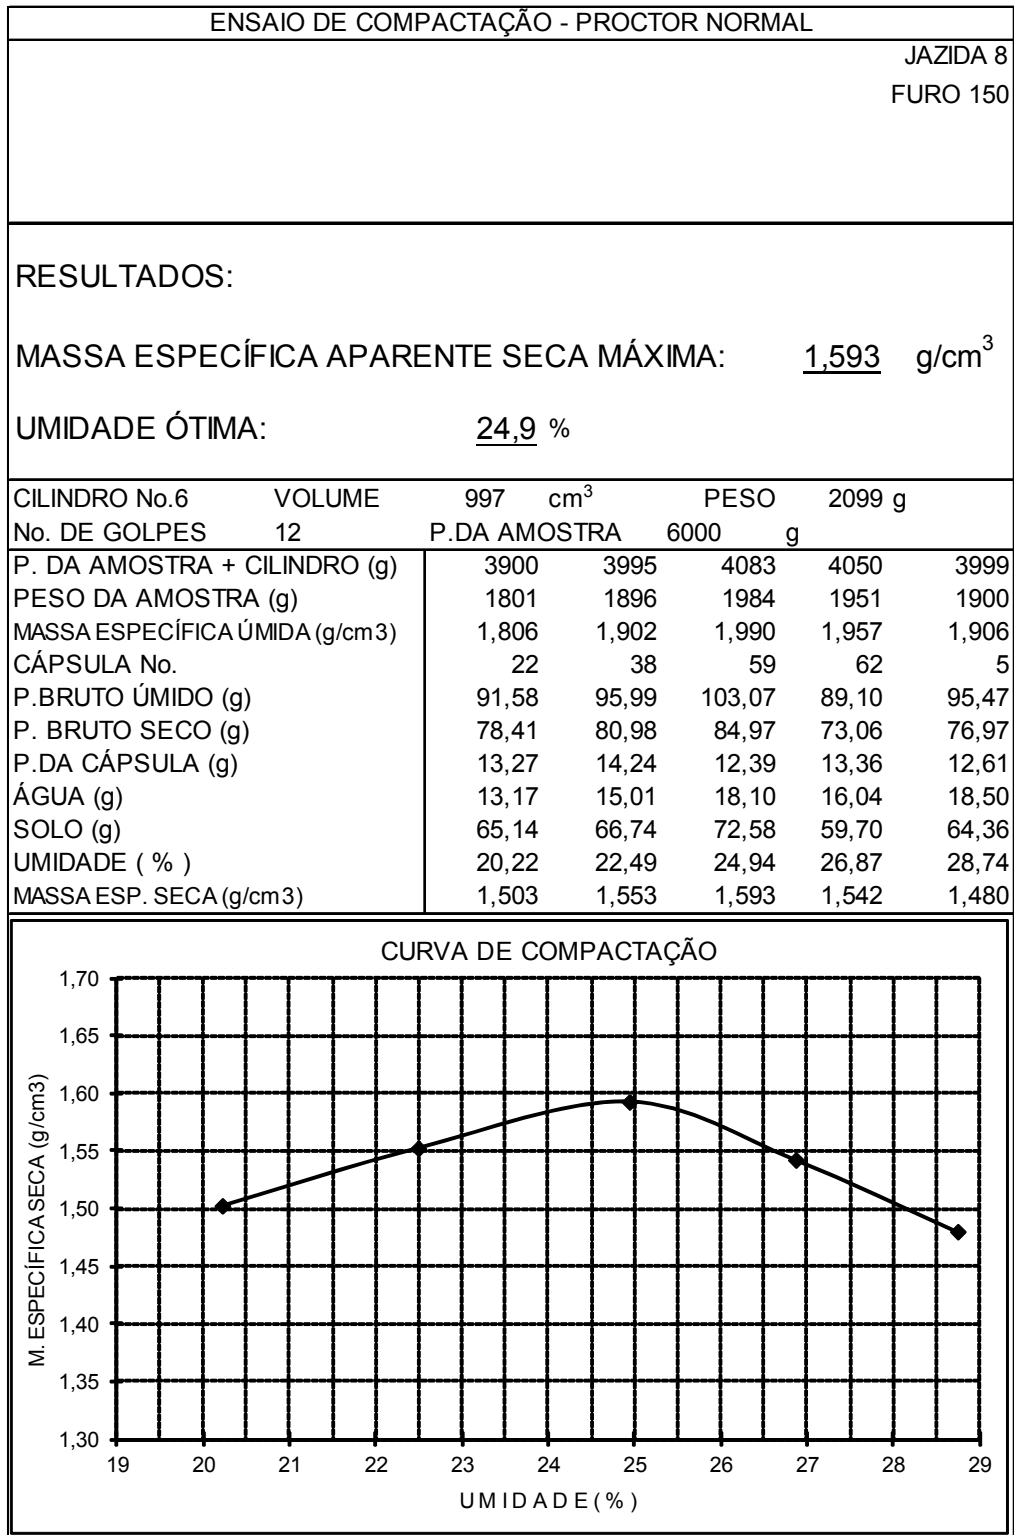 ENSAIO DE COMPACTAÇÃO - PROCTOR NORMAL
JAZIDA 8
FURO 150
RESULTADOS:
MASSA ESPECÍFICA APARENTE SECA MÁXIMA: 1,593 g/cm³
UMIDADE ÓTIMA: 24,9 %
CILINDRO No.6 VOLUME 997 cm³ PESO 2099 g
No. DE GOLPES 12 P.DA AMOSTRA 6000 g
P. DA AMOSTRA + CILINDRO (g) 3900 3995 4083 4050 3999
PESO DA AMOSTRA (g) 1801 1896 1984 1951 1900
MASSA ESPECÍFICA ÚMIDA (g/cm3) 1,806 1,902 1,990 1,957 1,906
CÁPSULA No. 22 38 59 62 5
P.BRUTO ÚMIDO (g) 91,58 95,99 103,07 89,10 95,47
P. BRUTO SECO (g) 78,41 80,98 84,97 73,06 76,97
P.DA CÁPSULA (g) 13,27 14,24 12,39 13,36 12,61
ÁGUA (g) 13,17 15,01 18,10 16,04 18,50
SOLO (g) 65,14 66,74 72,58 59,70 64,36
UMIDADE ( % ) 20,22 22,49 24,94 26,87 28,74
MASSA ESP. SECA (g/cm3) 1,503 1,553 1,593 1,542 1,480
CURVA DE COMPACTAÇÃO
M. ESPECÍFICA SECA (g/cm3)
1,70
1,65
1,60
1,55
1,50
1,45
1,40
1,35
1,30
19 20 21 22 23 24 25 26 27 28 29
UMIDADE ( % )